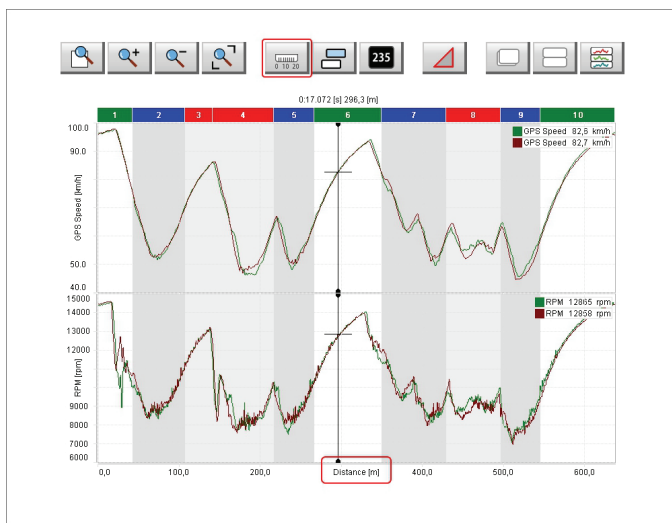 0 10 20
235
0:17.072 [s] 296,3 [m]
1 2 3 4 5 6 7 8 9 10
100.0
GPS Speed 82,6 km/h
90.0
GPS Speed 82,7 km/h
GPS Speed [km/h]
50.0
40.0
15000
RPM 12865 rpm
14000
RPM 12858 rpm
12000
RPM [rpm]
9000
8000
7000
6000
0,0 100,0 200,0 Distance [m] 400,0 500,0 600,0